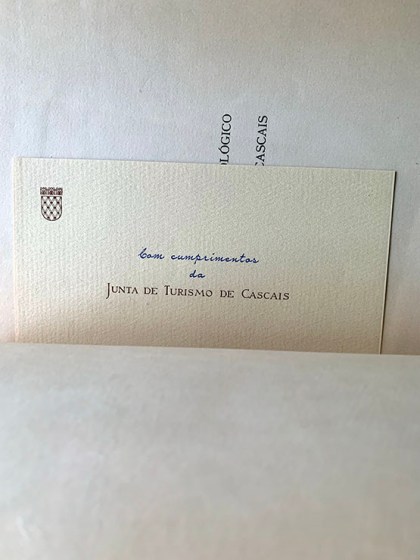 OLÓGICO
CASCAIS
Com cumprimentos
da
JUNTA DE TURISMO DE CASCAIS